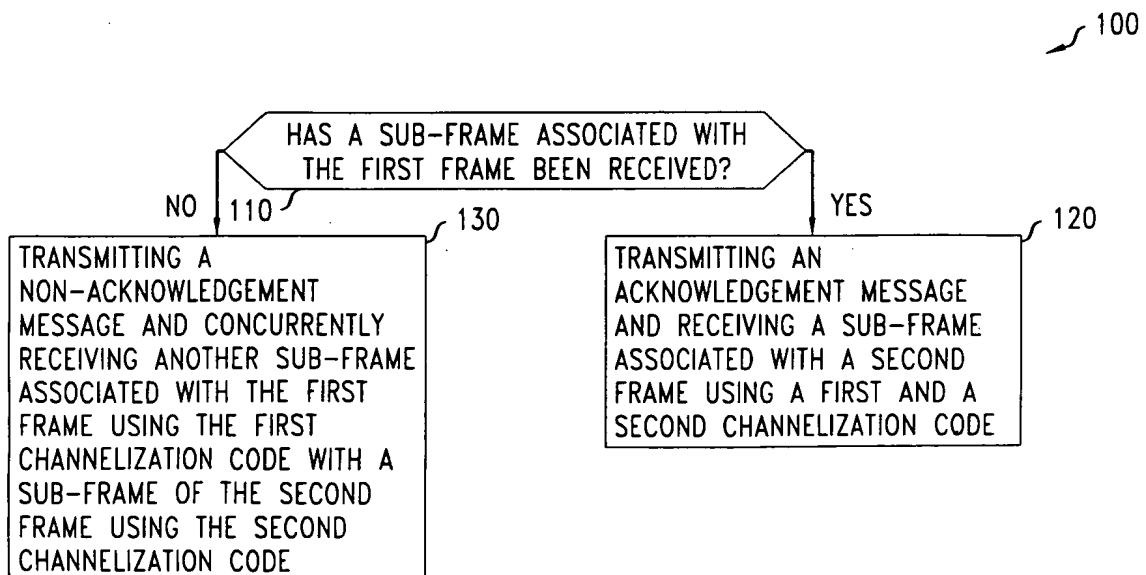 100
HAS A SUB-FRAME ASSOCIATED WITH
THE FIRST FRAME BEEN RECEIVED?
NO
110
YES
130
TRANSMITTING A
NON-ACKNOWLEDGEMENT
MESSAGE AND CONCURRENTLY
RECEIVING ANOTHER SUB-FRAME
ASSOCIATED WITH THE FIRST
FRAME USING THE FIRST
CHANNELIZATION CODE WITH A
SUB-FRAME OF THE SECOND
FRAME USING THE SECOND
CHANNELIZATION CODE
120
TRANSMITTING AN
ACKNOWLEDGEMENT MESSAGE
AND RECEIVING A SUB-FRAME
ASSOCIATED WITH A SECOND
FRAME USING A FIRST AND A
SECOND CHANNELIZATION CODE